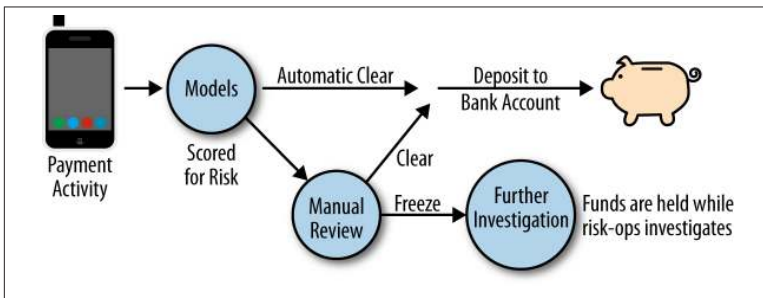 Payment
Activity
Models
Scored
for Risk
Automatic Clear
Deposit to
Bank Account
Clear
Manual
Review
Freeze
Further
Investigation
Funds are held while
risk-ops investigates